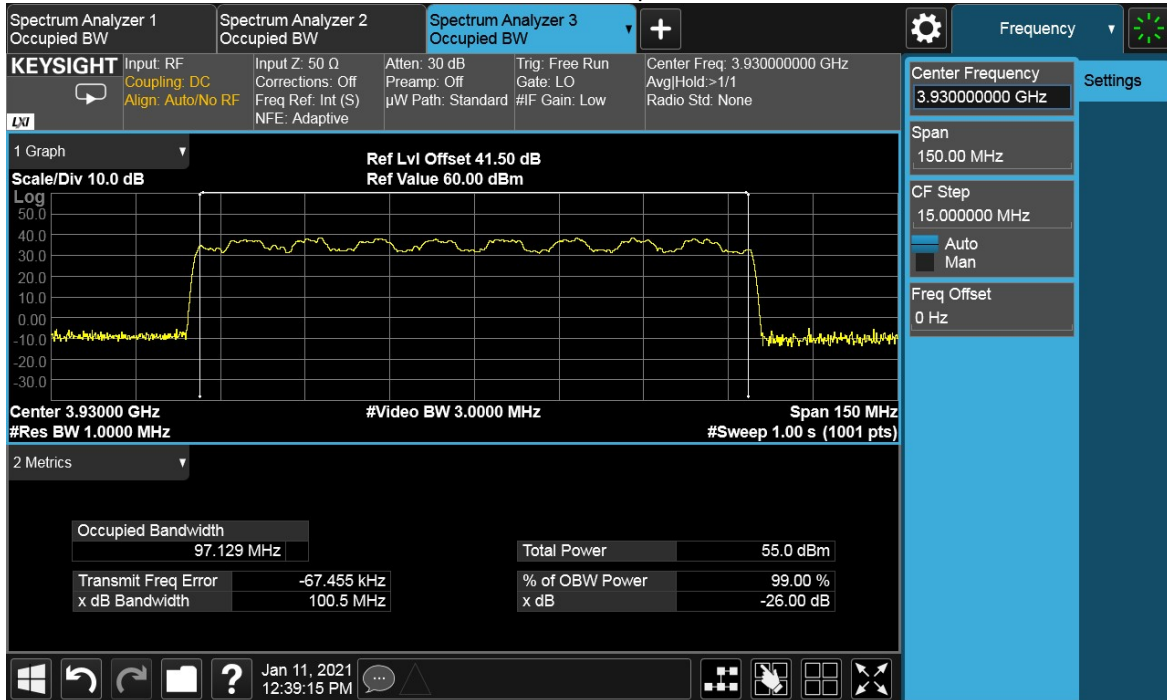 Spectrum Analyzer 1
Occupied BW
Spectrum Analyzer 2
Occupied BW
Spectrum Analyzer 3
Occupied BW
Frequency
KEYSIGHT
LXI
Input: RF
Coupling: DC
Align: Auto/No RF
Input Z: 50 Ω
Corrections: Off
Freq Ref: Int (S)
NFE: Adaptive
Atten: 30 dB
Preamp: Off
µW Path: Standard
Trig: Free Run
Gate: LO
#IF Gain: Low
Center Freq: 3.930000000 GHz
Avg|Hold:>1/1
Radio Std: None
Center Frequency
3.930000000 GHz
Settings
Span
150.00 MHz
CF Step
15.000000 MHz
Auto
Man
Freq Offset
0 Hz
1 Graph
Scale/Div 10.0 dB
Ref Lvl Offset 41.50 dB
Ref Value 60.00 dBm
Log
50.0
40.0
30.0
20.0
10.0
0.00
-10.0
-20.0
-30.0
Center 3.93000 GHz
#Video BW 3.0000 MHz
Span 150 MHz
#Res BW 1.0000 MHz
#Sweep 1.00 s (1001 pts)
2 Metrics
Occupied Bandwidth
97.129 MHz
Total Power 55.0 dBm
Transmit Freq Error -67.455 kHz
% of OBW Power 99.00 %
x dB Bandwidth 100.5 MHz
x dB -26.00 dB
?
Jan 11, 2021
12:39:15 PM